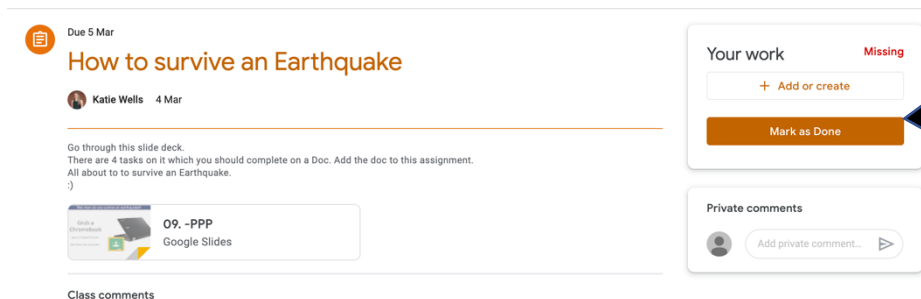 Due 5 Mar
How to survive an Earthquake
Katie Wells 4 Mar
Go through this slide deck.
There are 4 tasks on it which you should complete on a Doc. Add the doc to this assignment.
All about to to survive an Earthquake.
:)
Grab a
Chromebook
09. -PPP
Google Slides
Class comments
Your work Missing
+ Add or create
Mark as Done
Private comments
Add private comment...